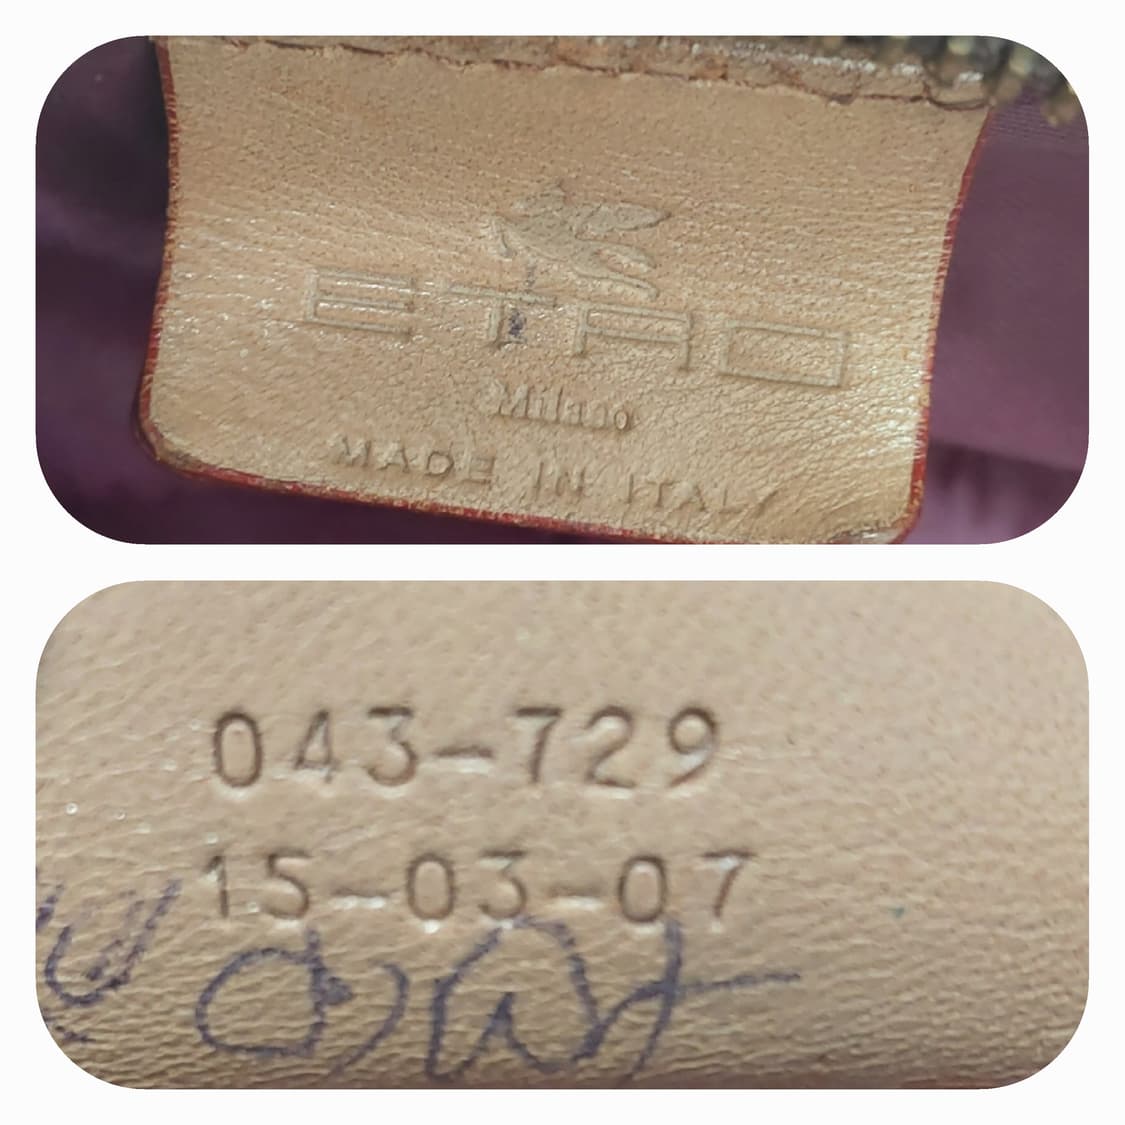 ETRO
Milano
MADE IN ITALY
043-729
15-03-07